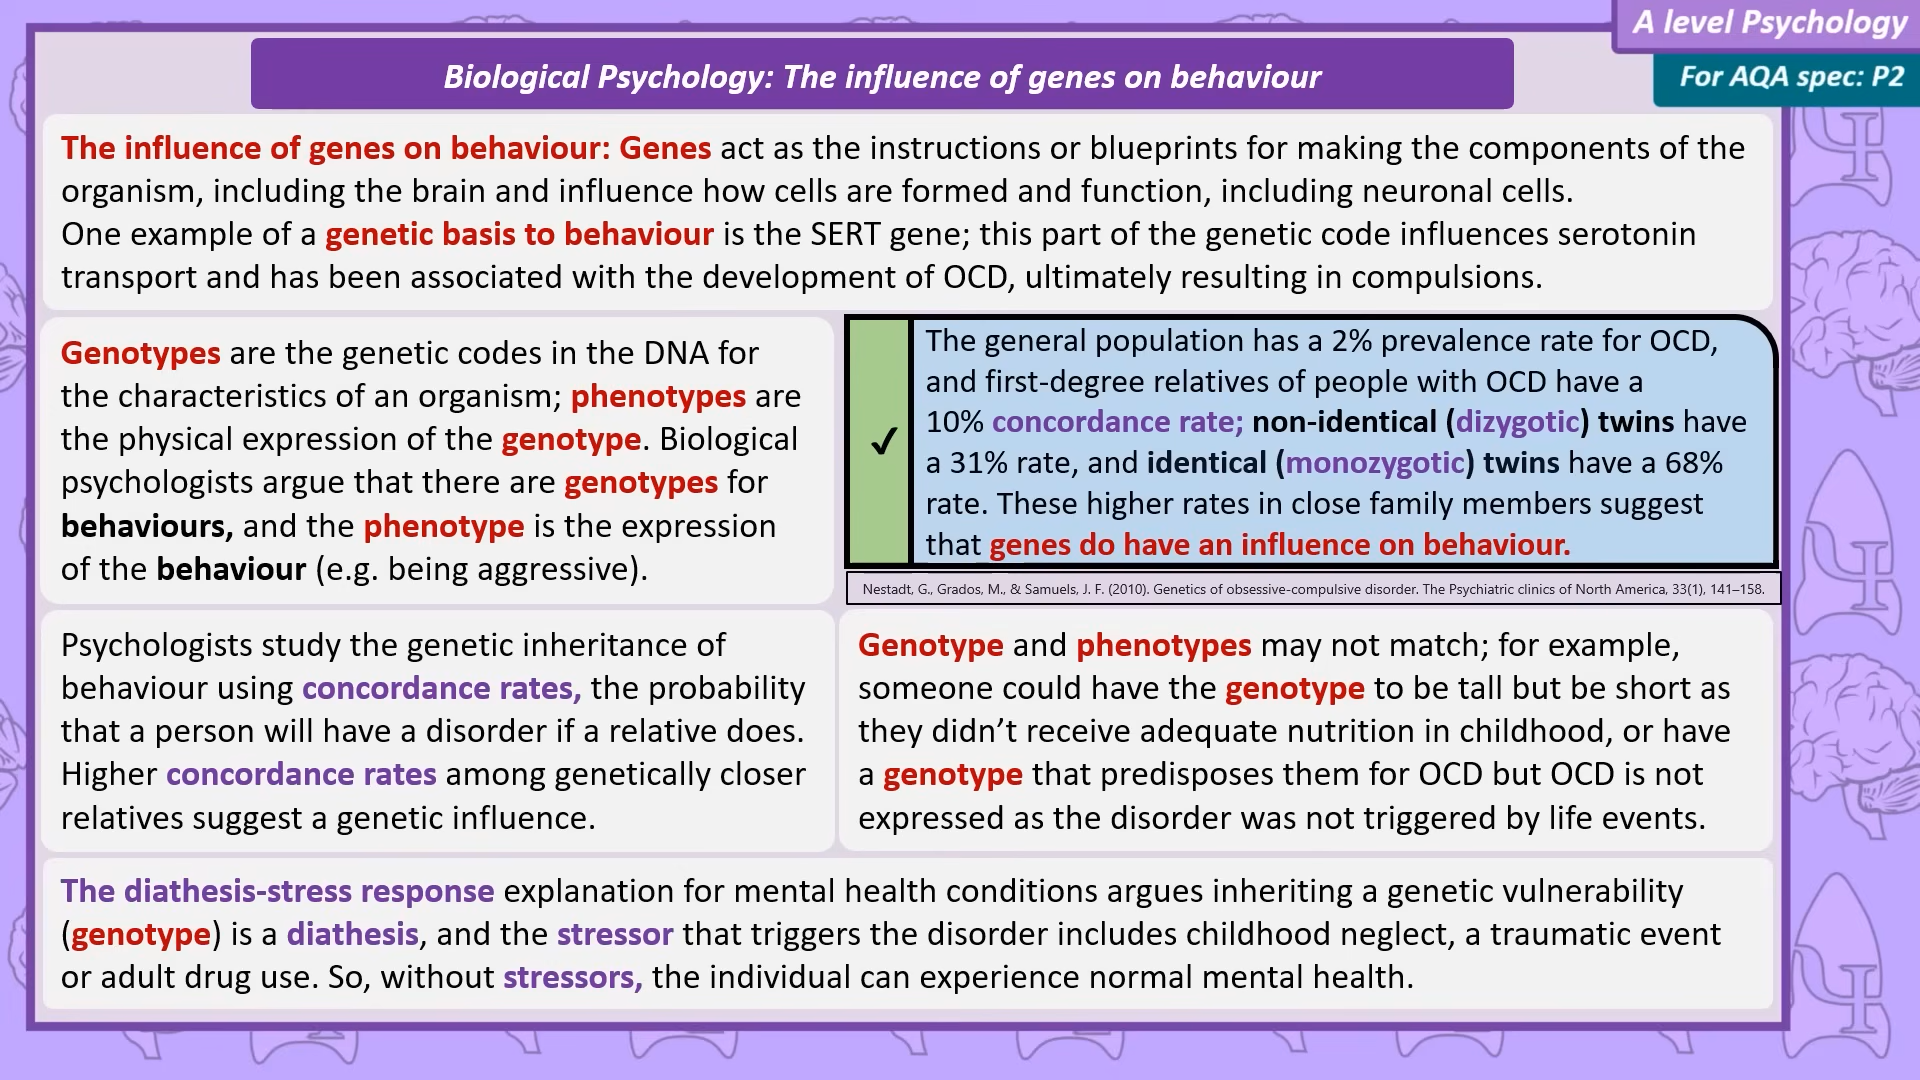 A level Psychology
For AQA spec: P2
Biological Psychology: The influence of genes on behaviour
The influence of genes on behaviour: Genes act as the instructions or blueprints for making the components of the
organism, including the brain and influence how cells are formed and function, including neuronal cells.
One example of a genetic basis to behaviour is the SERT gene; this part of the genetic code influences serotonin
transport and has been associated with the development of OCD, ultimately resulting in compulsions.
Genotypes are the genetic codes in the DNA for
the characteristics of an organism; phenotypes are
the physical expression of the genotype. Biological
psychologists argue that there are genotypes for
behaviours, and the phenotype is the expression
of the behaviour (e.g. being aggressive).
✓
The general population has a 2% prevalence rate for OCD,
and first-degree relatives of people with OCD have a
10% concordance rate; non-identical (dizygotic) twins have
a 31% rate, and identical (monozygotic) twins have a 68%
rate. These higher rates in close family members suggest
that genes do have an influence on behaviour.
Nestadt, G., Grados, M., & Samuels, J. F. (2010). Genetics of obsessive-compulsive disorder. The Psychiatric clinics of North America, 33(1), 141–158.
Psychologists study the genetic inheritance of
behaviour using concordance rates, the probability
that a person will have a disorder if a relative does.
Higher concordance rates among genetically closer
relatives suggest a genetic influence.
Genotype and phenotypes may not match; for example,
someone could have the genotype to be tall but be short as
they didn’t receive adequate nutrition in childhood, or have
a genotype that predisposes them for OCD but OCD is not
expressed as the disorder was not triggered by life events.
The diathesis-stress response explanation for mental health conditions argues inheriting a genetic vulnerability
(genotype) is a diathesis, and the stressor that triggers the disorder includes childhood neglect, a traumatic event
or adult drug use. So, without stressors, the individual can experience normal mental health.